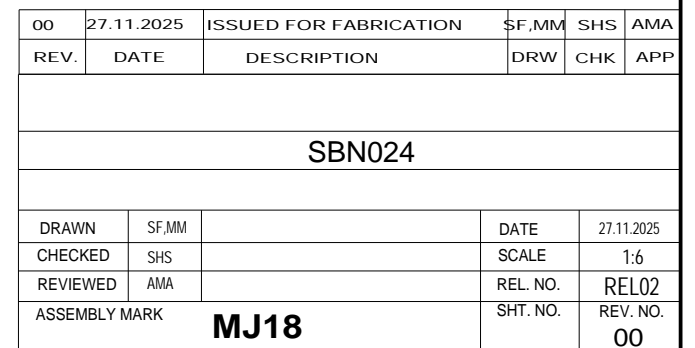 00 27.11.2025 ISSUED FOR FABRICATION SF,MM SHS AMA
REV. DATE DESCRIPTION DRW CHK APP
SBN024
DRAWN SF,MM DATE 27.11.2025
CHECKED SHS SCALE 1:6
REVIEWED AMA REL. NO. REL02
ASSEMBLY MARK MJ18 SHT. NO. REV. NO.
00